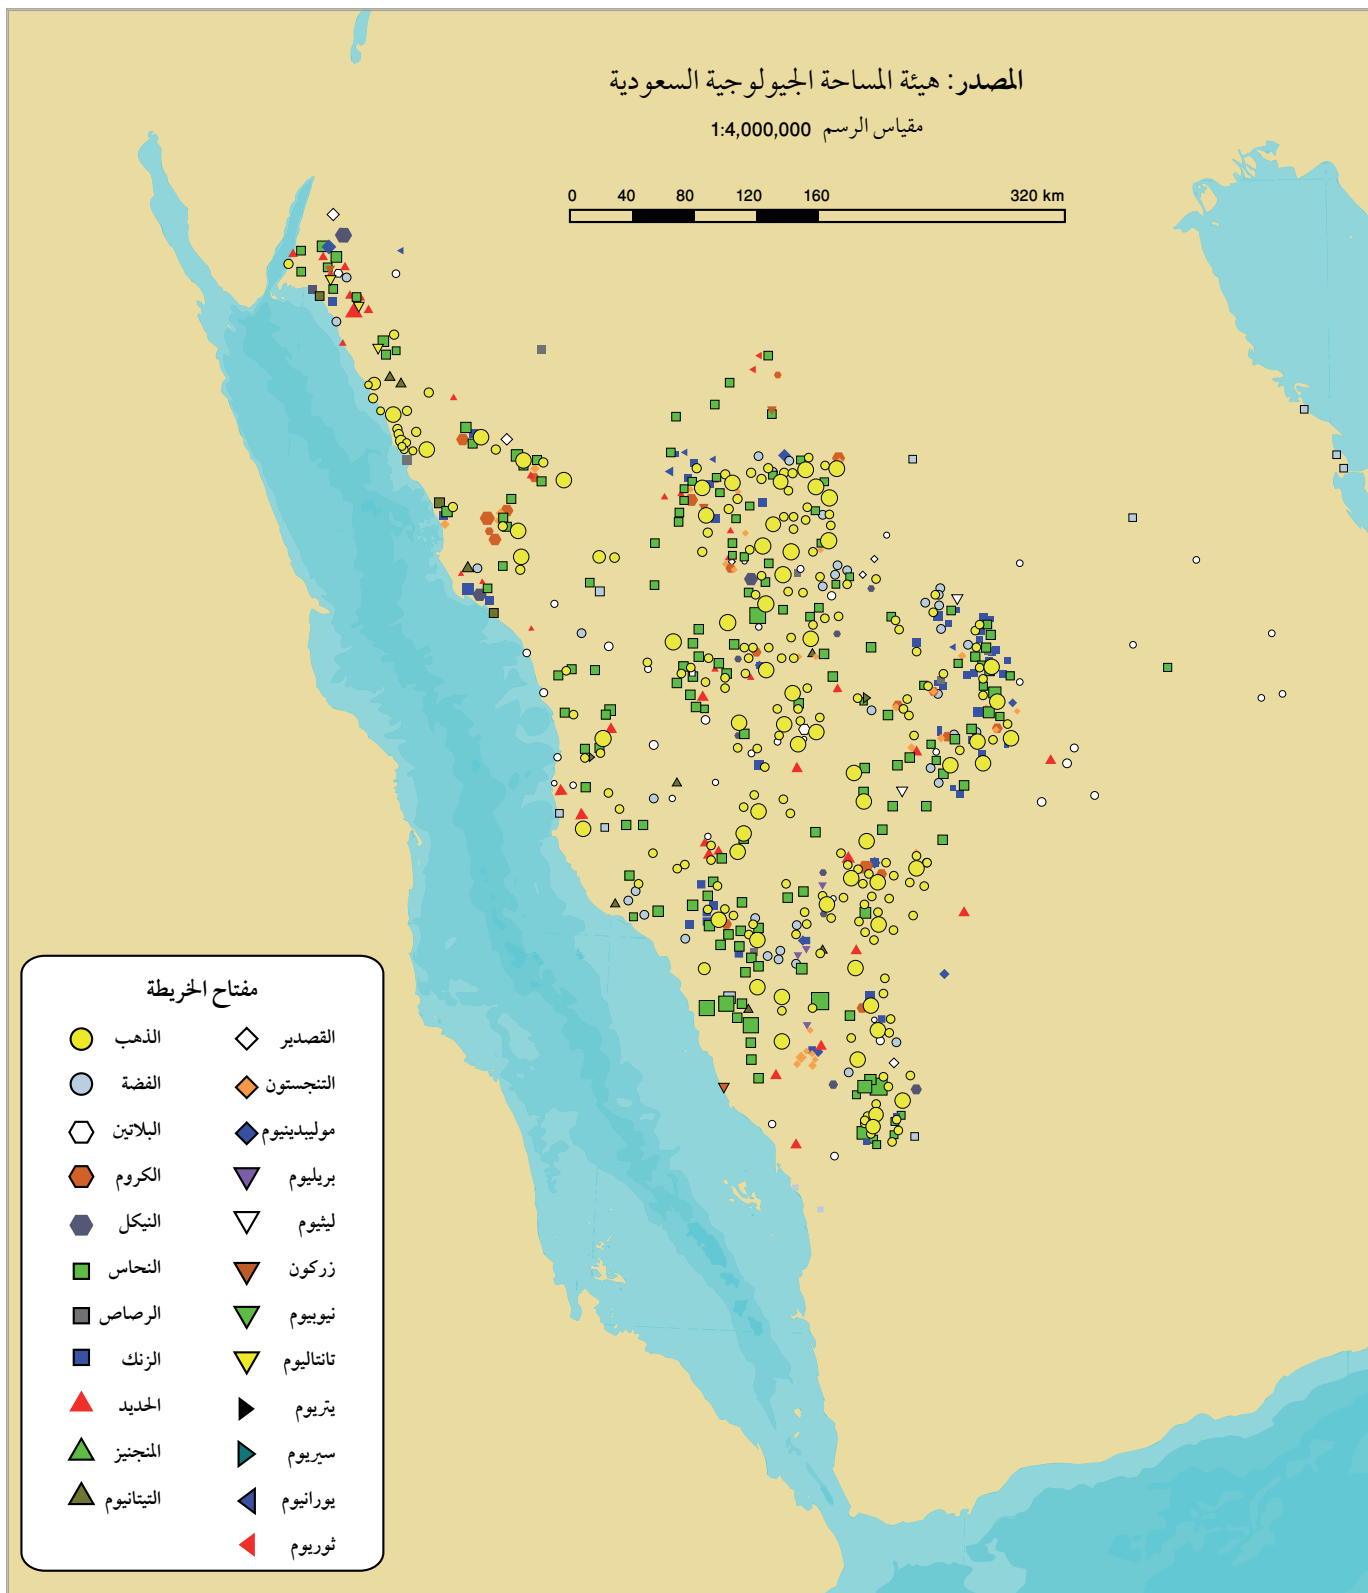 المصدر: هيئة المساحة الجيولوجية السعودية
مقياس الرسم 1:4,000,000
0 40 80 120 160 320 km
مفتاح الخريطة
الذهب
الفضة
البلاتين
الكروم
النيكل
النحاس
الرصاص
الزنك
الحديد
المنجنيز
التيتانيوم
القصدير
التنجستون
موليبدينيوم
بريليوم
ليثيوم
زركون
نيوبيوم
تانتاليوم
يتريوم
سيريوم
يورانيوم
ثوريوم